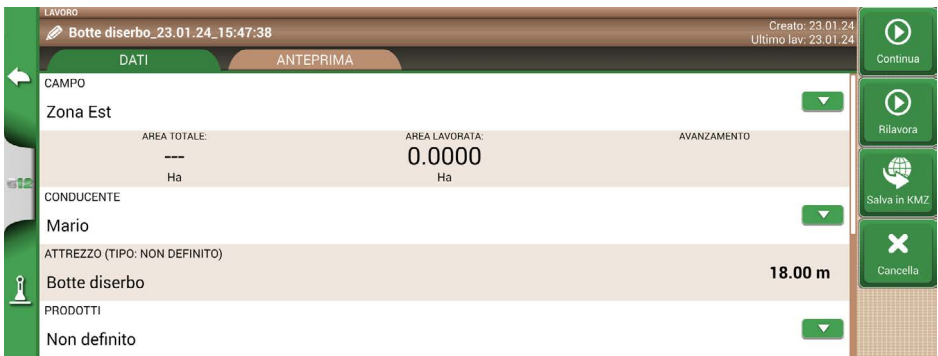 LAVORO
Botte diserbo_23.01.24_15:47:38
Creato: 23.01.24
Ultimo lav: 23.01.24
DATI
ANTEPRIMA
CAMPO
Zona Est
AREA TOTALE:
AREA LAVORATA:
AVANZAMENTO
---
0.0000
Ha
Ha
CONDUCENTE
Mario
ATTREZZO (TIPO: NON DEFINITO)
Botte diserbo
18.00 m
PRODOTTI
Non definito
Continua
Rilavora
Salva in KMZ
Cancella